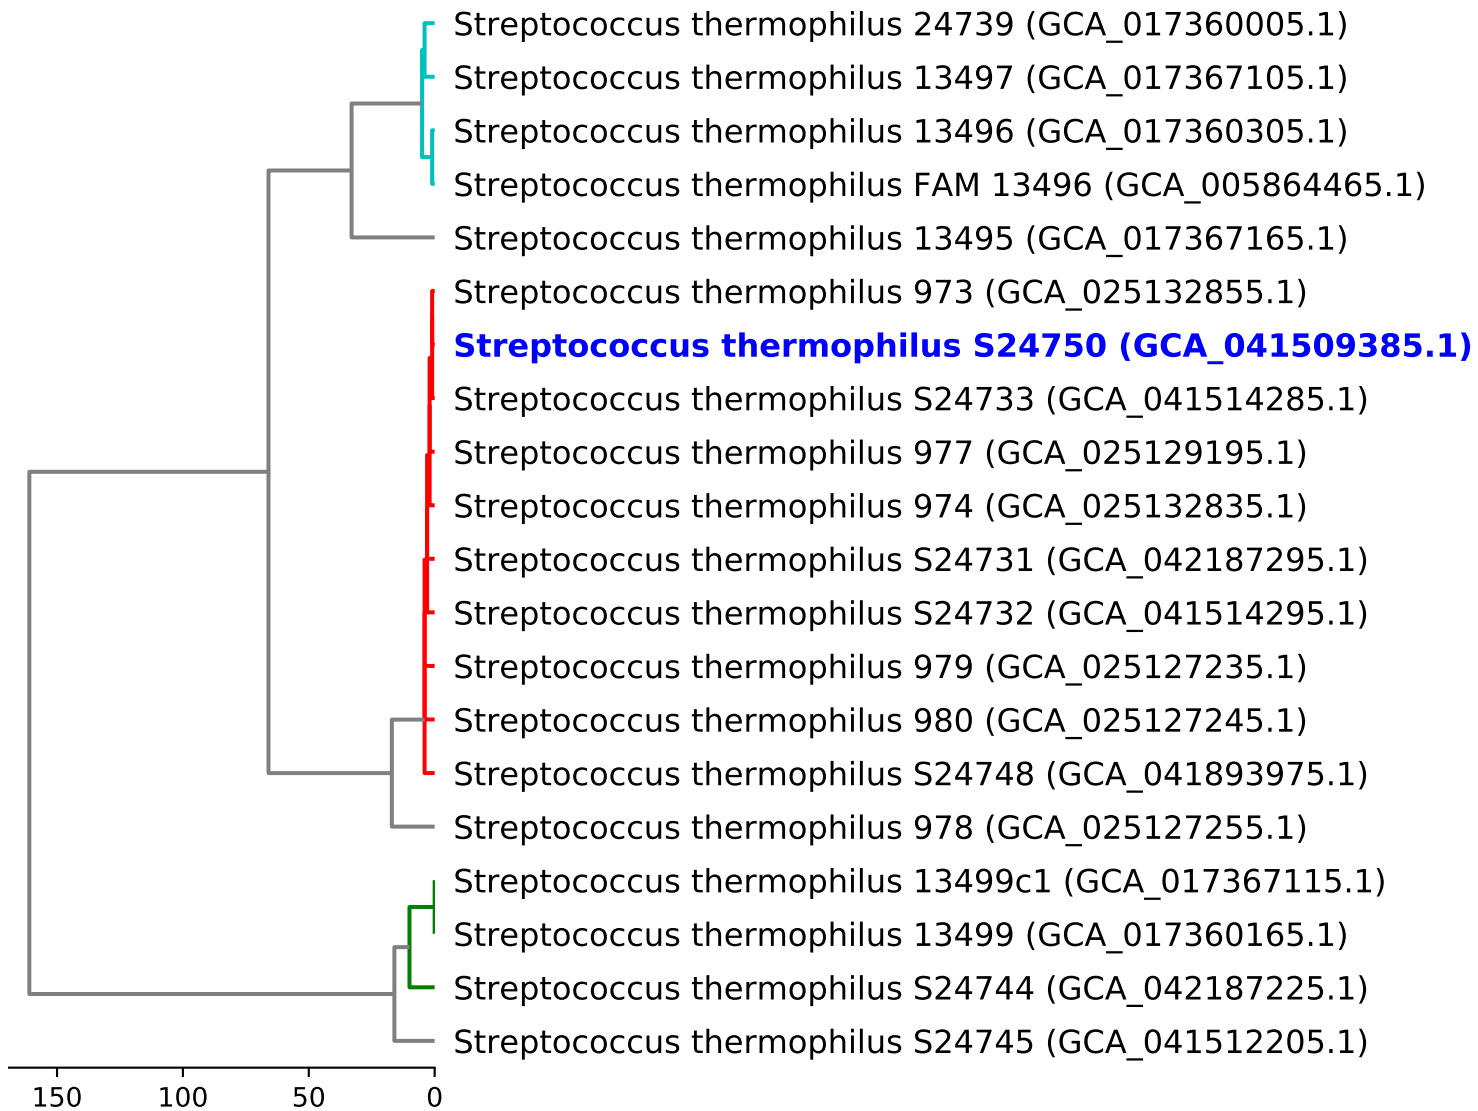 Streptococcus thermophilus 24739 (GCA_017360005.1)
Streptococcus thermophilus 13497 (GCA_017367105.1)
Streptococcus thermophilus 13496 (GCA_017360305.1)
Streptococcus thermophilus FAM 13496 (GCA_005864465.1)
Streptococcus thermophilus 13495 (GCA_017367165.1)
Streptococcus thermophilus 973 (GCA_025132855.1)
Streptococcus thermophilus S24750 (GCA_041509385.1)
Streptococcus thermophilus S24733 (GCA_041514285.1)
Streptococcus thermophilus 977 (GCA_025129195.1)
Streptococcus thermophilus 974 (GCA_025132835.1)
Streptococcus thermophilus S24731 (GCA_042187295.1)
Streptococcus thermophilus S24732 (GCA_041514295.1)
Streptococcus thermophilus 979 (GCA_025127235.1)
Streptococcus thermophilus 980 (GCA_025127245.1)
Streptococcus thermophilus S24748 (GCA_041893975.1)
Streptococcus thermophilus 978 (GCA_025127255.1)
Streptococcus thermophilus 13499c1 (GCA_017367115.1)
Streptococcus thermophilus 13499 (GCA_017360165.1)
Streptococcus thermophilus S24744 (GCA_042187225.1)
Streptococcus thermophilus S24745 (GCA_041512205.1)
150 100 50 0